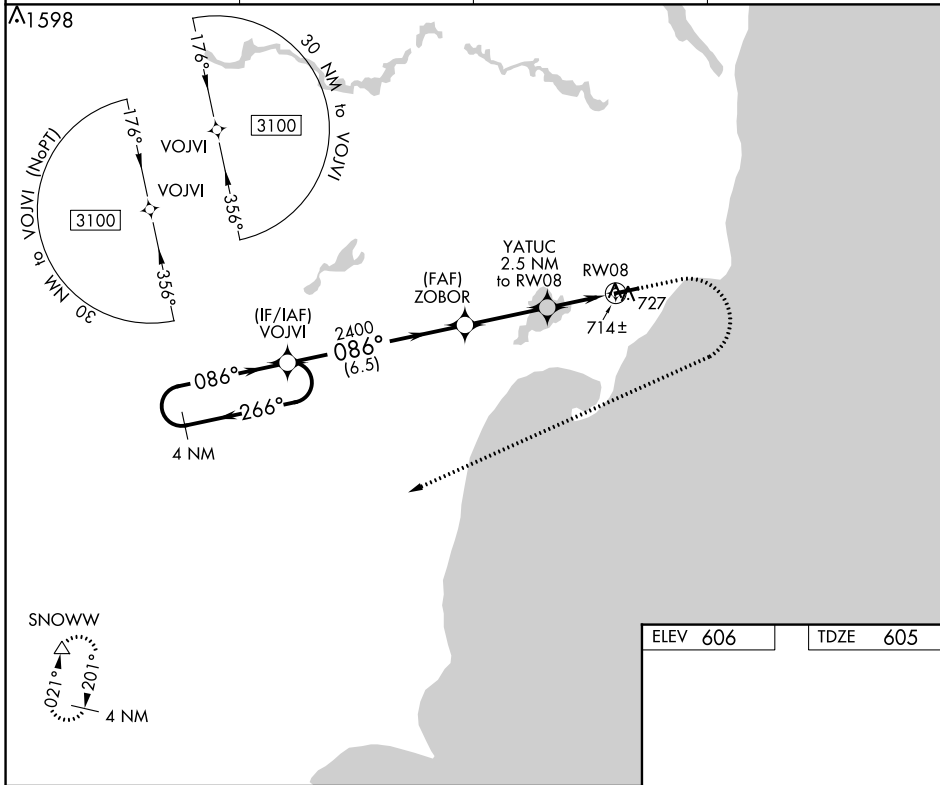 1598
176°
30 NM to VOJVI
3100
VOJVI
356°
30 NM to VOJVI (NoPT)
176°
VOJVI
3100
356°
YATUC
2.5 NM
to RW08
RW08
727
714±
(FAF)
ZOBOR
(IF/IAF)
VOJVI
2400
086°
(6.5)
086°
266°
4 NM
SNOWW
021°
201°
4 NM
ELEV 606
TDZE 605